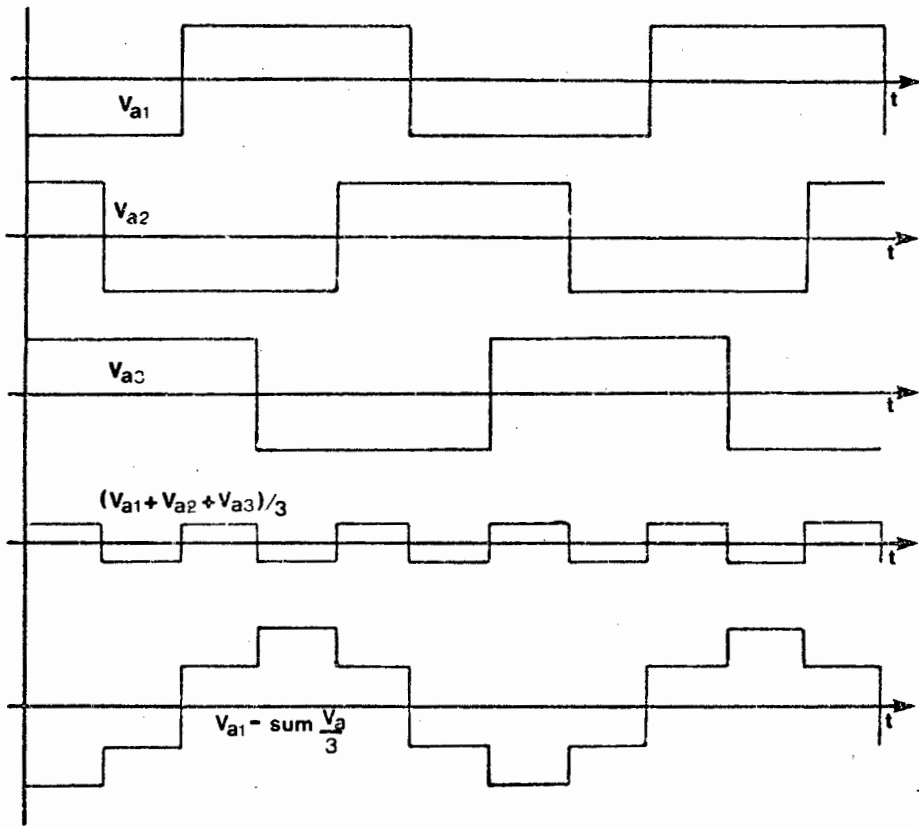 t
Va1
t
Va2
t
Va3
(Va1 + Va2 + Va3)/3
t
t
Va1 - sum Va/3